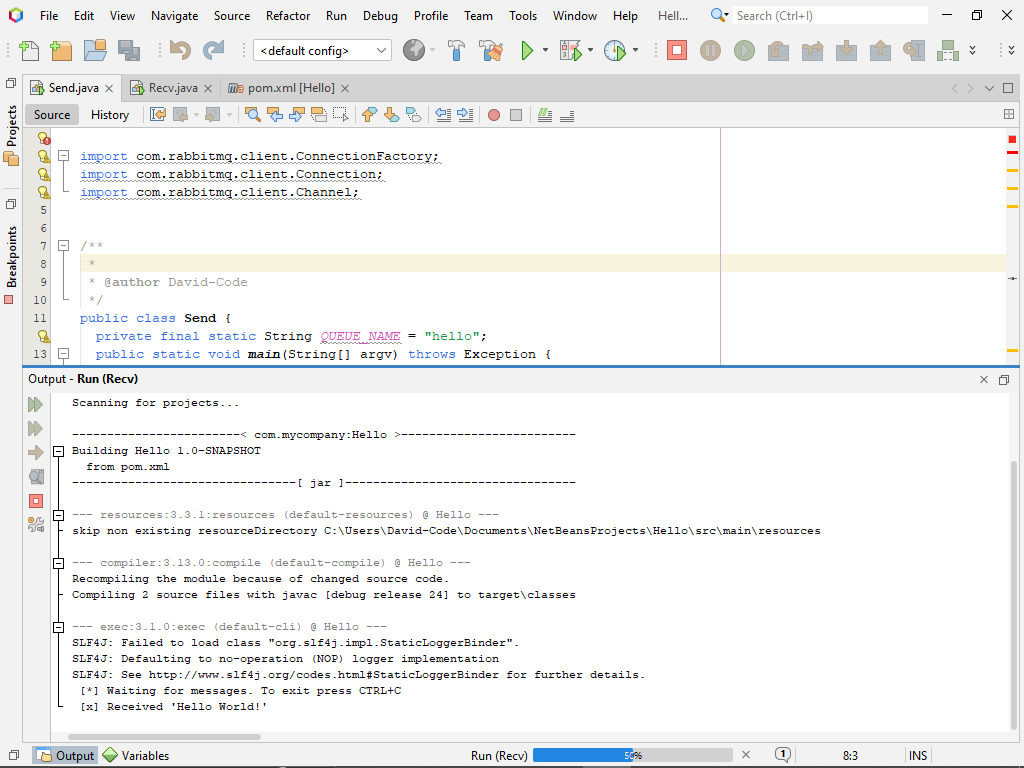 File Edit View Navigate Source Refactor Run Debug Profile Team Tools Window Help Hell... Search (Ctrl+I)
<default config>
Send.java Recv.java pom.xml [Hello]
Source History
Projects
Breakpoints
import com.rabbitmq.client.ConnectionFactory;
import com.rabbitmq.client.Connection;
import com.rabbitmq.client.Channel;
5
6
7 /**
8 *
9 * @author David-Code
10 */
11 public class Send {
private final static String QUEUE_NAME = "hello";
13 public static void main(String[] argv) throws Exception {
Output - Run (Recv)
Scanning for projects...
------------------------< com.mycompany:Hello >-------------------------
Building Hello 1.0-SNAPSHOT
from pom.xml
--------------------------------[ jar ]---------------------------------
--- resources:3.3.1:resources (default-resources) @ Hello ---
skip non existing resourceDirectory C:\Users\David-Code\Documents\NetBeansProjects\Hello\src\main\resources
--- compiler:3.13.0:compile (default-compile) @ Hello ---
Recompiling the module because of changed source code.
Compiling 2 source files with javac [debug release 24] to target\classes
--- exec:3.1.0:exec (default-cli) @ Hello ---
SLF4J: Failed to load class "org.slf4j.impl.StaticLoggerBinder".
SLF4J: Defaulting to no-operation (NOP) logger implementation
SLF4J: See http://www.slf4j.org/codes.html#StaticLoggerBinder for further details.
[*] Waiting for messages. To exit press CTRL+C
[x] Received 'Hello World!'
Output Variables Run (Recv) 50% 1 8:3 INS